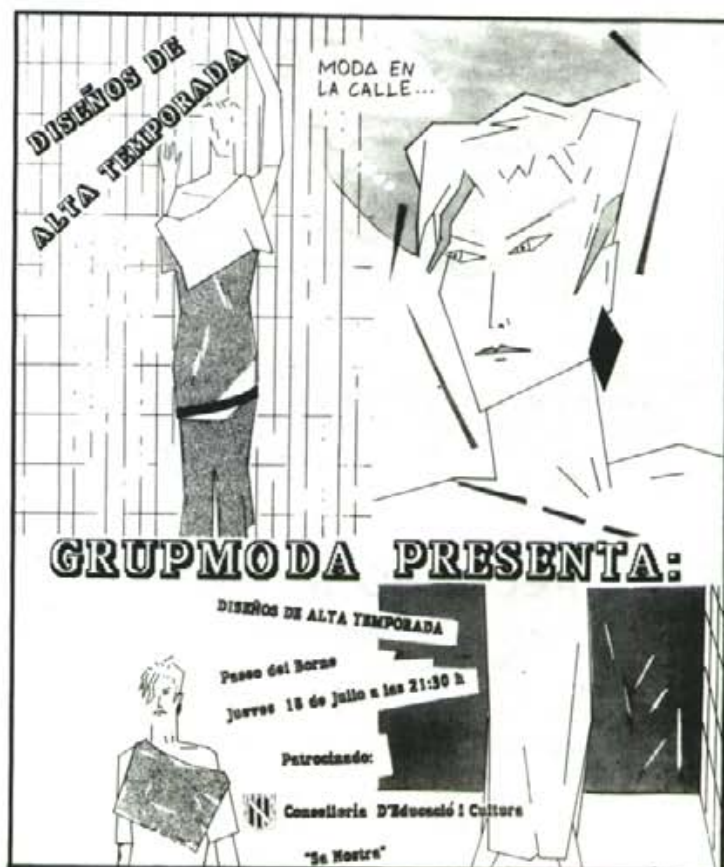 DISEÑOS DE
ALTA TEMPORADA
MODA EN
LA CALLE...
GRUPMODA PRESENTA:
DISEÑOS DE ALTA TEMPORADA
Paseo del Borne
Jueves 18 de Julio a las 21:30 h
Patrocinado:
Conselleria D'Educació i Cultura
"Sa Nostra"